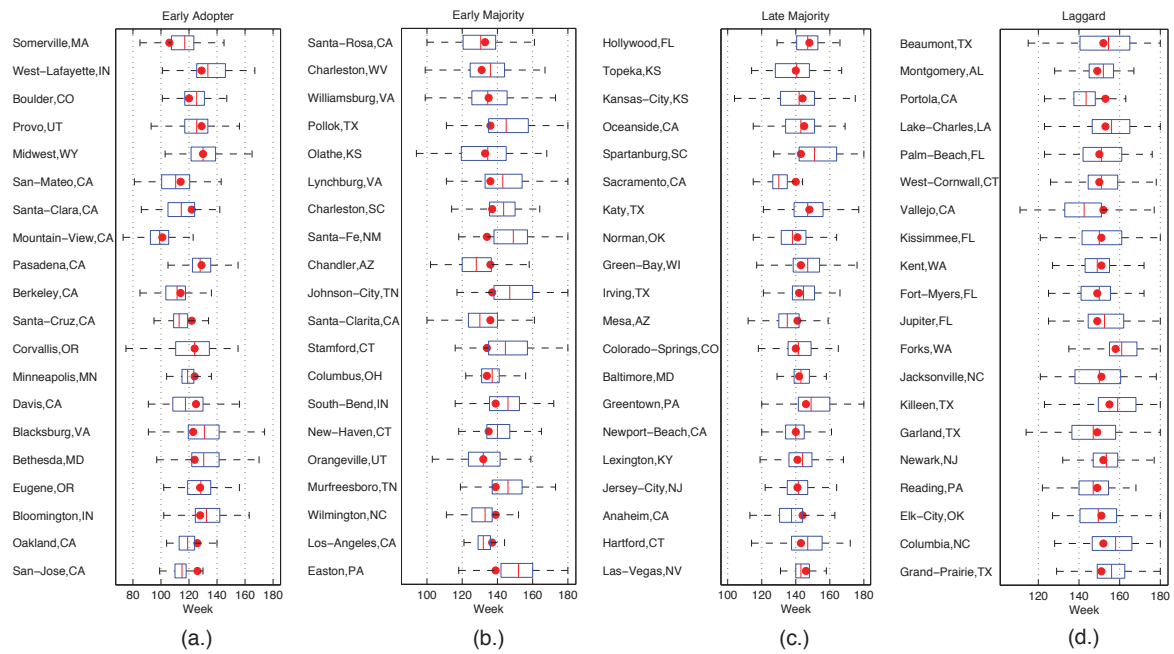 Early Adopter
Somerville,MA
West-Lafayette,IN
Boulder,CO
Provo,UT
Midwest,WY
San-Mateo,CA
Santa-Clara,CA
Mountain-View,CA
Pasadena,CA
Berkeley,CA
Santa-Cruz,CA
Corvallis,OR
Minneapolis,MN
Davis,CA
Blacksburg,VA
Bethesda,MD
Eugene,OR
Bloomington,IN
Oakland,CA
San-Jose,CA
80 100 120 140 160 180
Week
(a.)
Early Majority
Santa-Rosa,CA
Charleston,WV
Williamsburg,VA
Pollok,TX
Olathe,KS
Lynchburg,VA
Charleston,SC
Santa-Fe,NM
Chandler,AZ
Johnson-City,TN
Santa-Clarita,CA
Stamford,CT
Columbus,OH
South-Bend,IN
New-Haven,CT
Orangeville,UT
Murfreesboro,TN
Wilmington,NC
Los-Angeles,CA
Easton,PA
100 120 140 160 180
Week
(b.)
Late Majority
Hollywood,FL
Topeka,KS
Kansas-City,KS
Oceanside,CA
Spartanburg,SC
Sacramento,CA
Katy,TX
Norman,OK
Green-Bay,WI
Irving,TX
Mesa,AZ
Colorado-Springs,CO
Baltimore,MD
Greentown,PA
Newport-Beach,CA
Lexington,KY
Jersey-City,NJ
Anaheim,CA
Hartford,CT
Las-Vegas,NV
100 120 140 160 180
Week
(c.)
Laggard
Beaumont,TX
Montgomery,AL
Portola,CA
Lake-Charles,LA
Palm-Beach,FL
West-Cornwall,CT
Vallejo,CA
Kissimmee,FL
Kent,WA
Fort-Myers,FL
Jupiter,FL
Forks,WA
Jacksonville,NC
Killeen,TX
Garland,TX
Newark,NJ
Reading,PA
Elk-City,OK
Columbia,NC
Grand-Prairie,TX
120 140 160 180
Week
(d.)